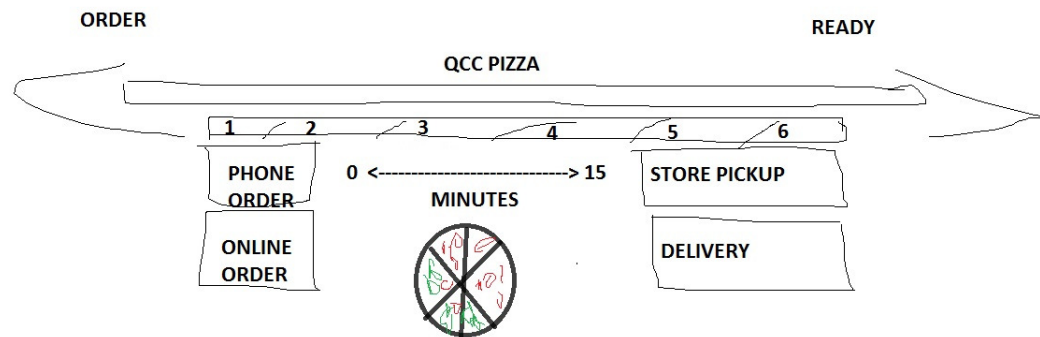 ORDER
READY
QCC PIZZA
1 2 3 4 5 6
PHONE
ORDER
0 <----------------------------> 15
MINUTES
STORE PICKUP
ONLINE
ORDER
DELIVERY